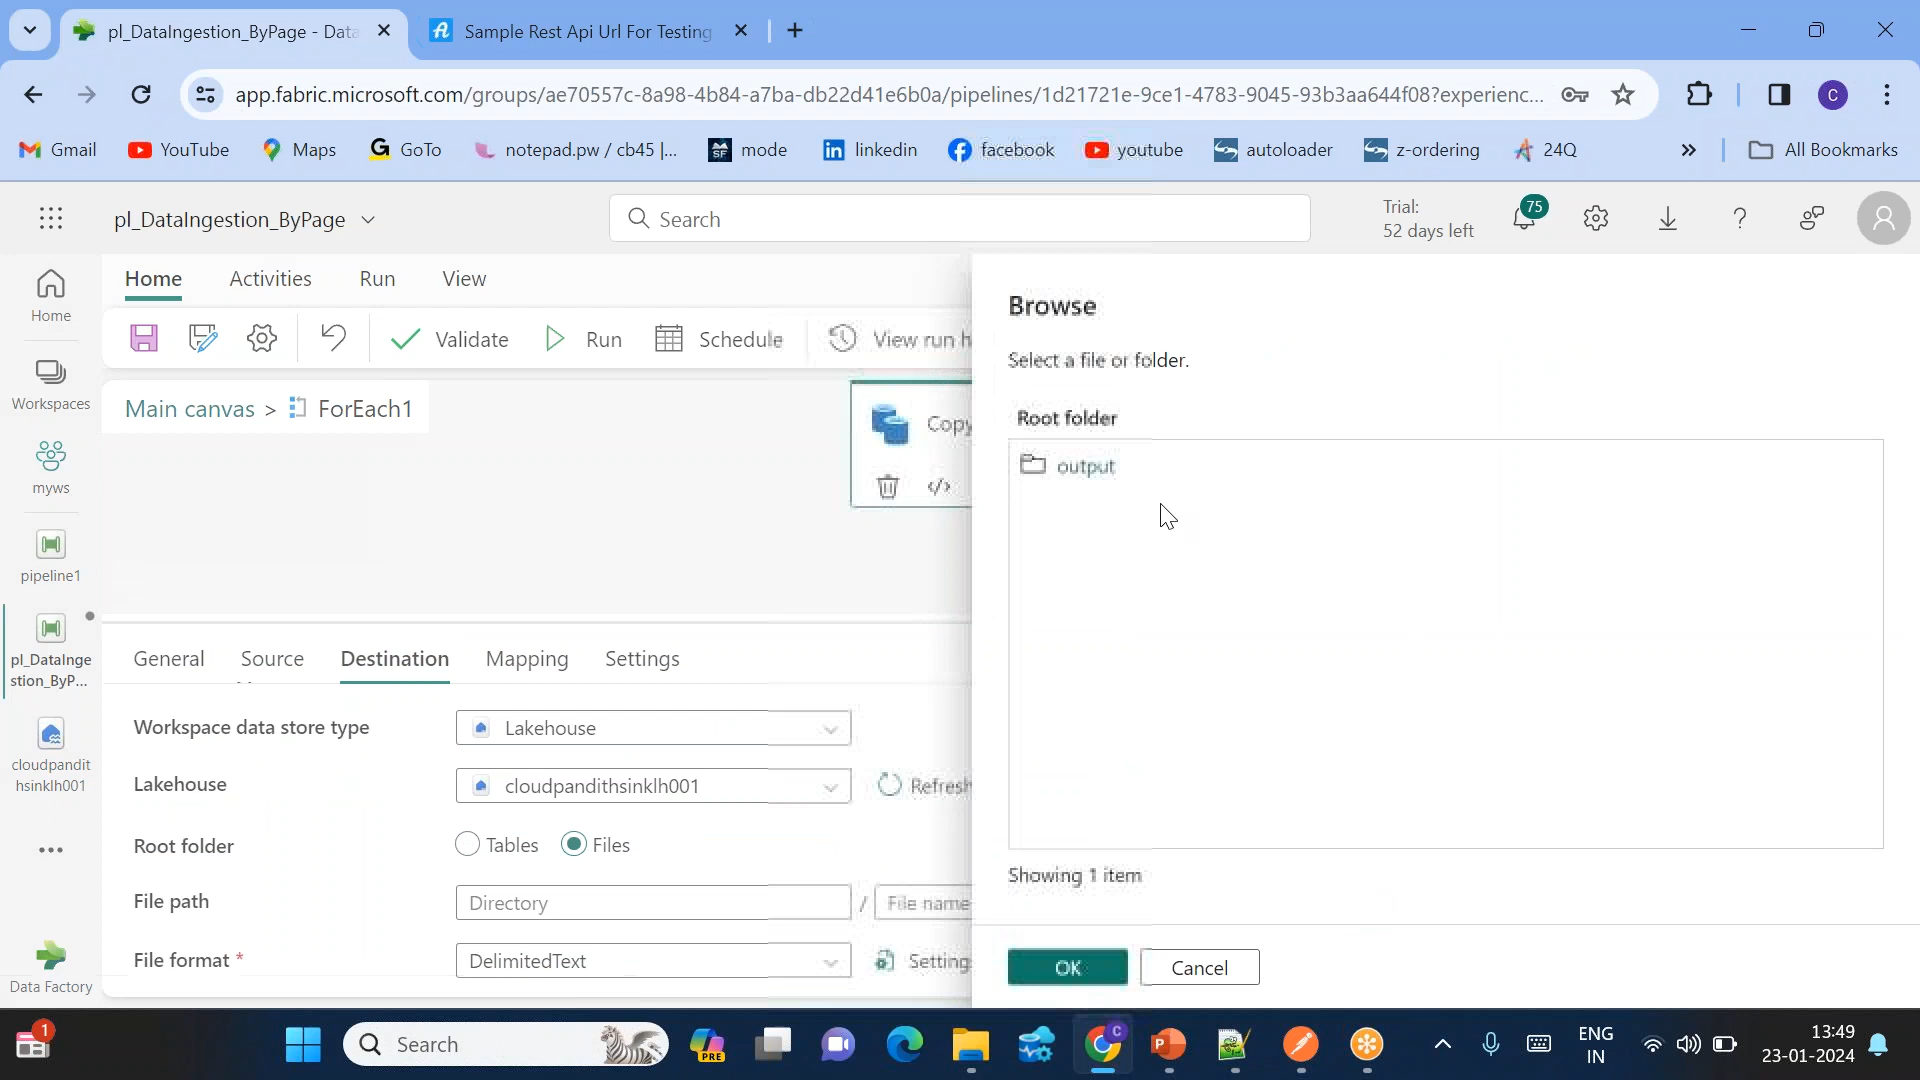 pl_DataIngestion_ByPage - Data
Sample Rest Api Url For Testing
app.fabric.microsoft.com/groups/ae70557c-8a98-4b84-a7ba-db22d41e6b0a/pipelines/1d21721e-9ce1-4783-9045-93b3aa644f08?experienc...
C
Gmail
YouTube
Maps
GoTo
notepad.pw / cb45 |...
mode
linkedin
facebook
youtube
autoloader
z-ordering
24Q
All Bookmarks
pl_DataIngestion_ByPage
Search
Trial:
52 days left
75
Home
Activities
Run
View
Validate
Run
Schedule
View run h
Main canvas > ForEach1
Copy
Home
Workspaces
myws
pipeline1
pl_DataInge
stion_ByP...
cloudpandit
hsinklh001
Data Factory
General
Source
Destination
Mapping
Settings
Workspace data store type
Lakehouse
Lakehouse
cloudpandithsinklh001
Refresh
Root folder
Tables
Files
File path
Directory
/
File name
File format *
DelimitedText
Setting
Browse
Select a file or folder.
Root folder
output
Showing 1 item
OK
Cancel
1
Search
PRE
C
ENG
IN
13:49
23-01-2024